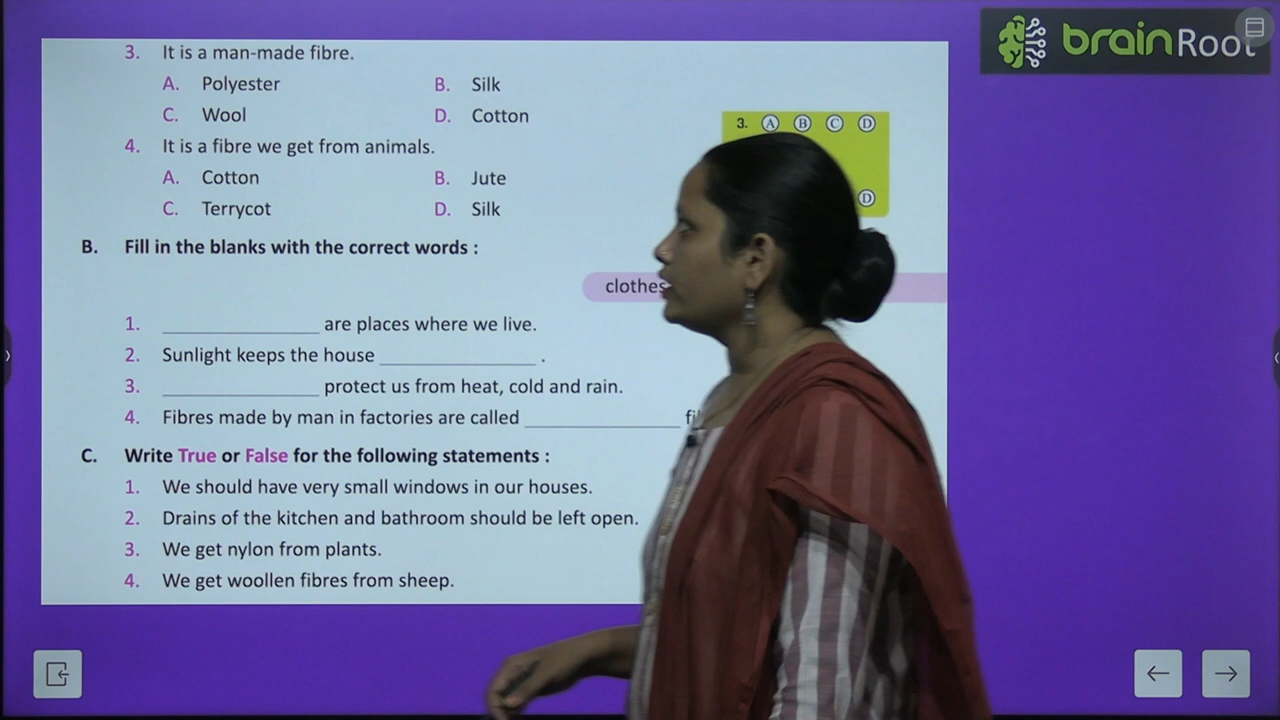 brainRoot
3. It is a man-made fibre.
A. Polyester B. Silk
C. Wool D. Cotton
3. A B C D
4. It is a fibre we get from animals.
A. Cotton B. Jute
C. Terrycot D. Silk
D
B. Fill in the blanks with the correct words :
clothes
1. _______________ are places where we live.
2. Sunlight keeps the house _______________ .
3. _______________ protect us from heat, cold and rain.
4. Fibres made by man in factories are called _______________
C. Write True or False for the following statements :
1. We should have very small windows in our houses.
2. Drains of the kitchen and bathroom should be left open.
3. We get nylon from plants.
4. We get woollen fibres from sheep.